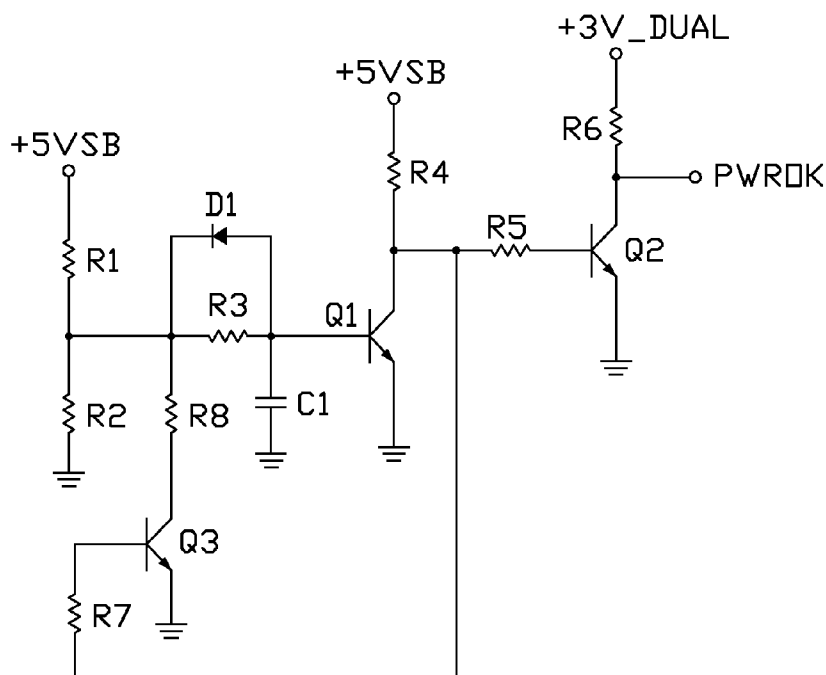 +3V_DUAL
+5VSB
R6
+5VSB
R4
PWROK
D1
R5
Q2
R1
R3
Q1
R2
R8
C1
Q3
R7